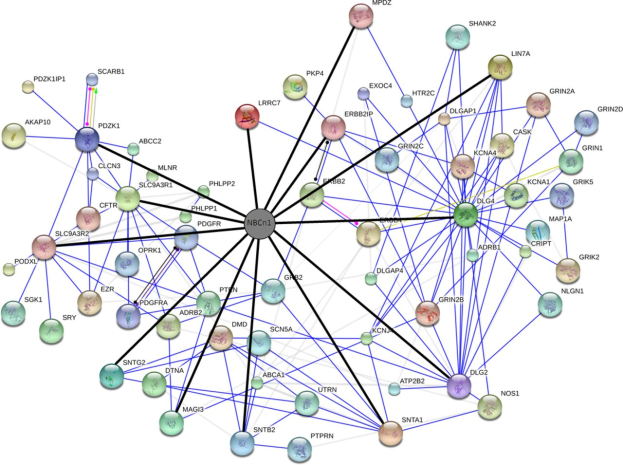 MPDZ
SHANK2
LIN7A
SCARB1
PDZK1IP1
PKP4
EXOC4
HTR2C
GRIN2A
DLGAP1
GRIN2D
LRRC7
ERBB2IP
AKAP10
PDZK1
CASK
ABCC2
GRIN2C
KCNA4
GRIN1
CLCN3
MLNR
SLC9A3R1
ERBB2
KCNA1
GRIK5
PHLPP2
CFTR
DLG4
PHLPP1
MAP1A
NBCn1
PDGFR
SLC9A3R2
CRIPT
OPRK1
ADRB1
PODXL
GRIK2
DLGAP4
GRB2
NLGN1
SGK1
EZR
PDGFRA
PTEN
GRIN2B
SRY
ADRB2
DMD
SCN5A
SNTG2
DLG2
DTNA
ABCA1
ATP2B2
UTRN
NOS1
MAGI3
SNTA1
SNTB2
PTPRN